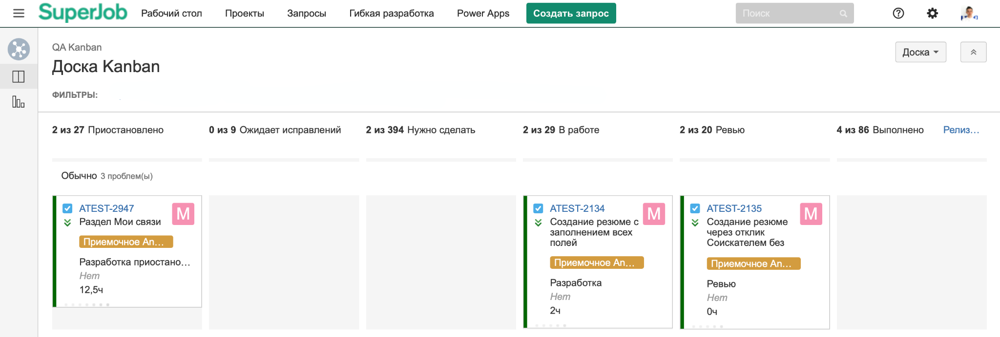 SuperJob Рабочий стол Проекты Запросы Гибкая разработка Power Apps Создать запрос Поиск
QA Kanban
Доска Kanban
Доска
ФИЛЬТРЫ:
2 из 27 Приостановлено
0 из 9 Ожидает исправлений
2 из 394 Нужно сделать
2 из 29 В работе
2 из 20 Ревью
4 из 86 Выполнено
Релиз...
Обычно 3 проблем(ы)
ATEST-2947
M
Раздел Мои связи
Приемочное An...
Разработка приостано...
Нет
12,5ч
ATEST-2134
M
Создание резюме с
заполнением всех
полей
Приемочное An...
Разработка
Нет
2ч
ATEST-2135
M
Создание резюме
через отклик
Соискателем без
Приемочное An...
Ревью
Нет
0ч